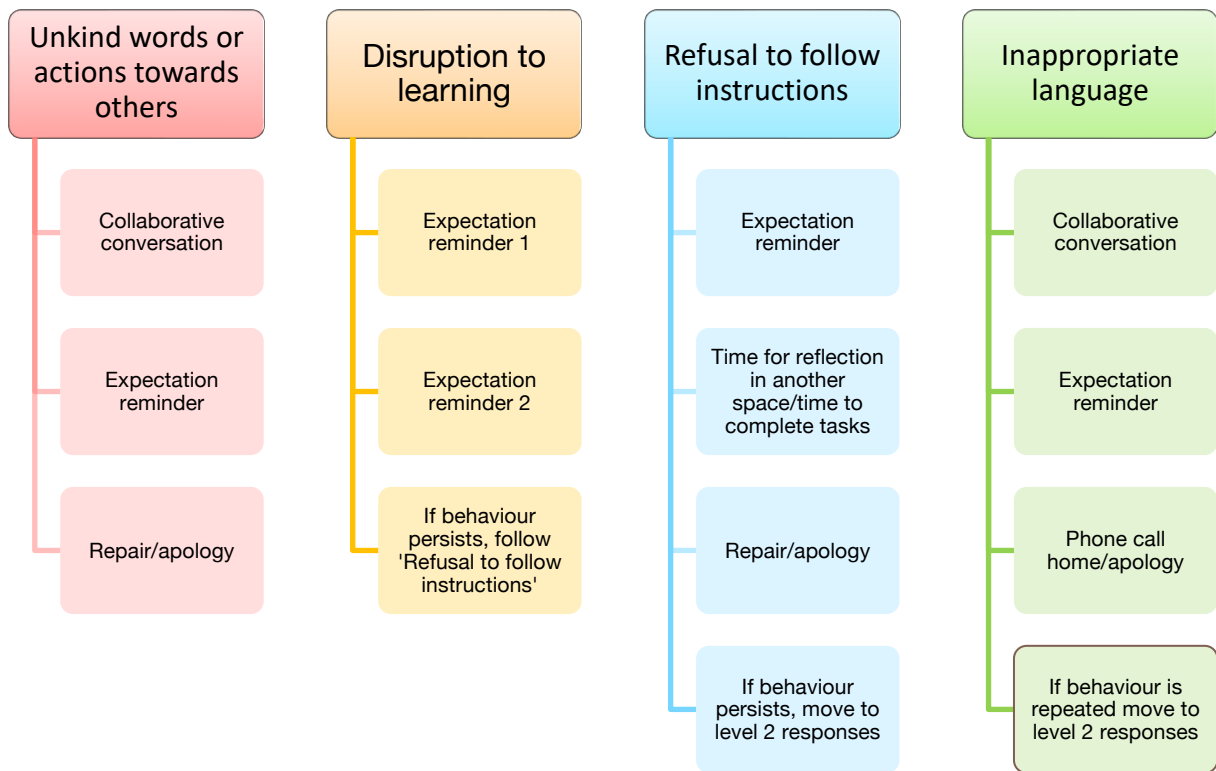 Unkind words or
actions towards
others
Collaborative
conversation
Expectation
reminder
Repair/apology
Disruption to
learning
Expectation
reminder 1
Expectation
reminder 2
If behaviour
persists, follow
'Refusal to follow
instructions'
Refusal to follow
instructions
Expectation
reminder
Time for reflection
in another
space/time to
complete tasks
Repair/apology
If behaviour
persists, move to
level 2 responses
Inappropriate
language
Collaborative
conversation
Expectation
reminder
Phone call
home/apology
If behaviour is
repeated move to
level 2 responses